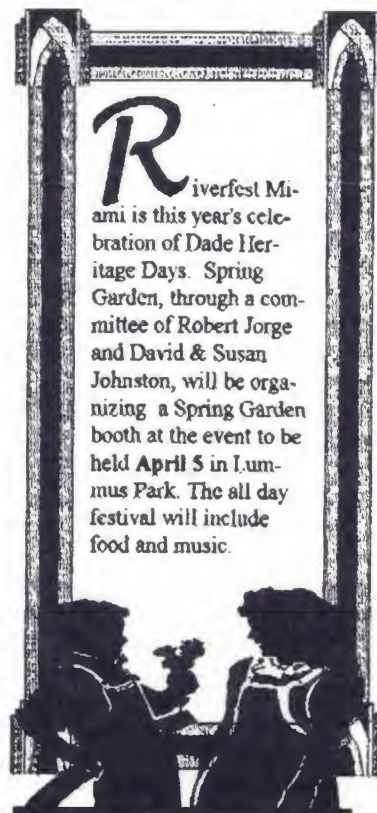 Riverfest Mi-
ami is this year's cele-
bration of Dade Her-
itage Days. Spring
Garden, through a com-
mittee of Robert Jorge
and David & Susan
Johnston, will be orga-
nizing a Spring Garden
booth at the event to be
held April 5 in Lum-
mus Park. The all day
festival will include
food and music.